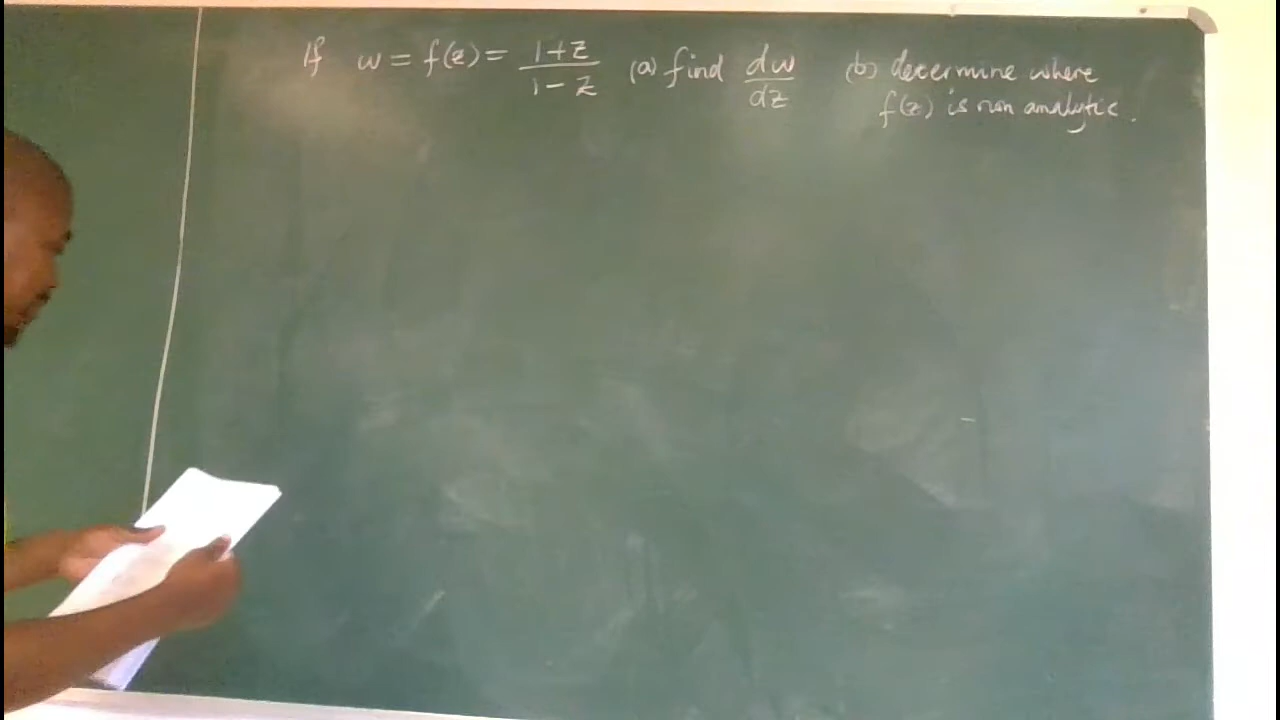 If w = f(z) = 1+z / 1-z (a) find dw/dz (b) determine where
f(z) is non analytic.